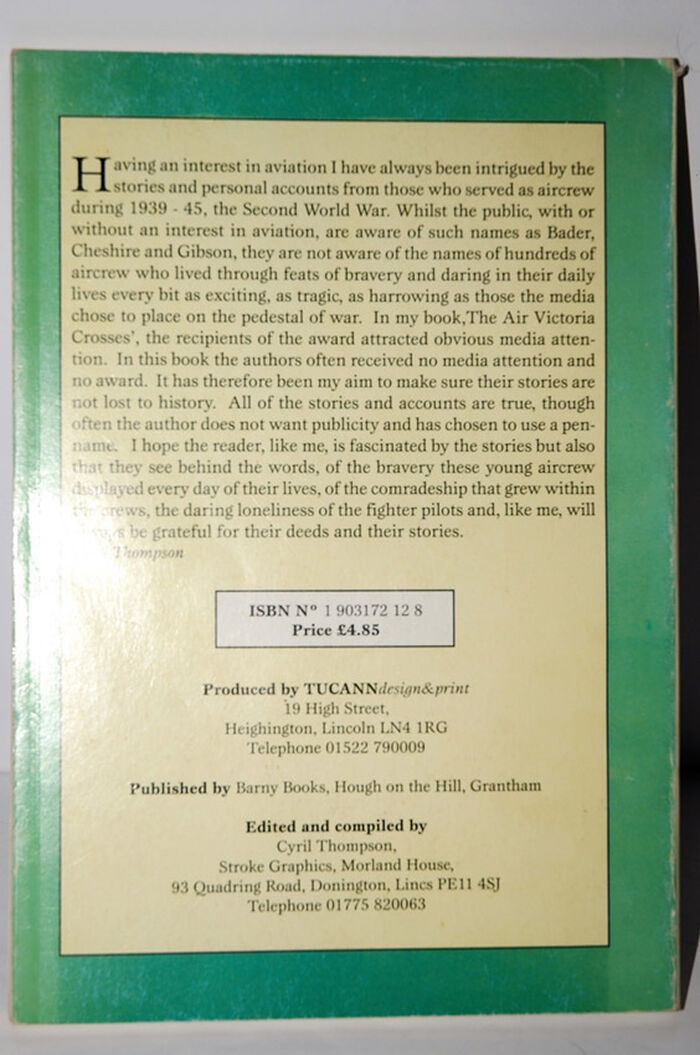 Having an interest in aviation I have always been intrigued by the
stories and personal accounts from those who served as aircrew
during 1939 - 45, the Second World War. Whilst the public, with or
without an interest in aviation, are aware of such names as Bader,
Cheshire and Gibson, they are not aware of the names of hundreds of
aircrew who lived through feats of bravery and daring in their daily
lives every bit as exciting, as tragic, as harrowing as those the media
chose to place on the pedestal of war. In my book,The Air Victoria
Crosses', the recipients of the award attracted obvious media atten-
tion. In this book the authors often received no media attention and
no award. It has therefore been my aim to make sure their stories are
not lost to history. All of the stories and accounts are true, though
often the author does not want publicity and has chosen to use a pen-
name. I hope the reader, like me, is fascinated by the stories but also
that they see behind the words, of the bravery these young aircrew
displayed every day of their lives, of the comradeship that grew within
the crews, the daring loneliness of the fighter pilots and, like me, will
be grateful for their deeds and their stories.
Thompson
ISBN Nº 1 903172 12 8
Price £4.85
Produced by TUCANNdesign&print
19 High Street,
Heighington, Lincoln LN4 1RG
Telephone 01522 790009
Published by Barny Books, Hough on the Hill, Grantham
Edited and compiled by
Cyril Thompson,
Stroke Graphics, Morland House,
93 Quadring Road, Donington, Lincs PE11 4SJ
Telephone 01775 820063